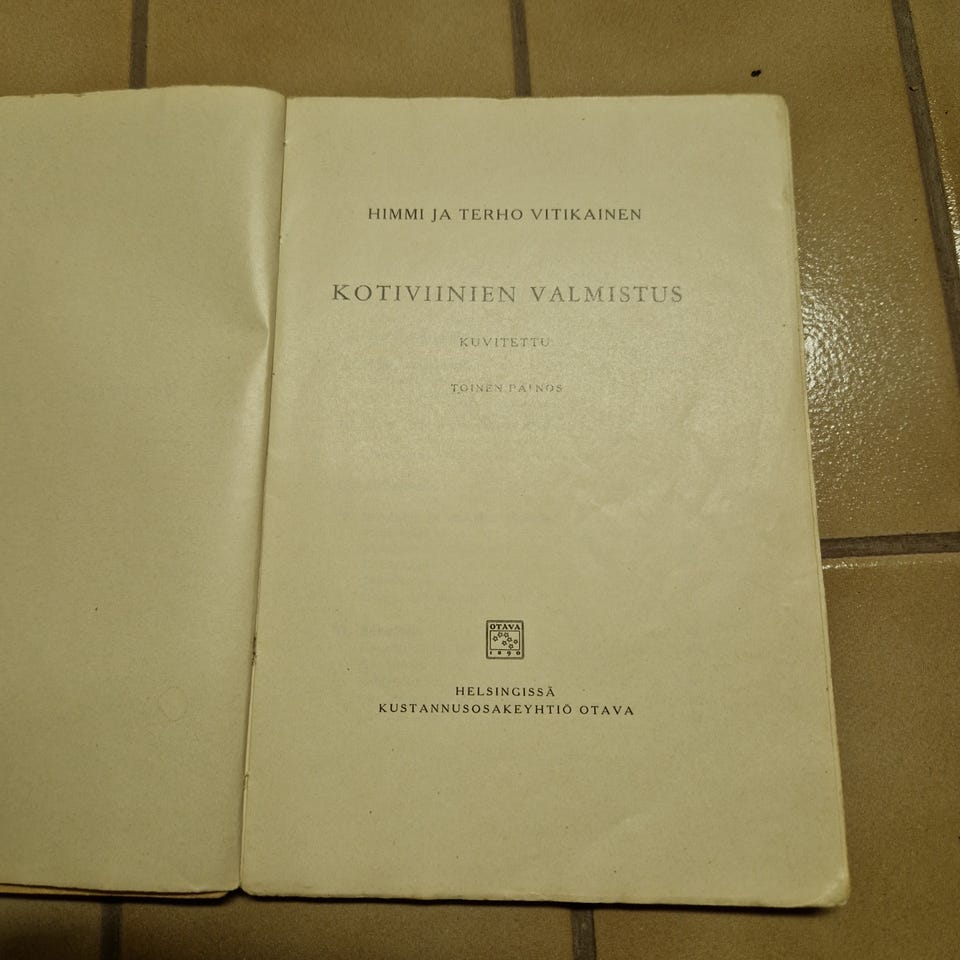 HIMMI JA TERHO VITIKAINEN
KOTIVIINIEN VALMISTUS
KUVITETTU
TOINEN PAINOS
OTAVA
1890
HELSINGISSÄ
KUSTANNUSOSAKEYHTIÖ OTAVA